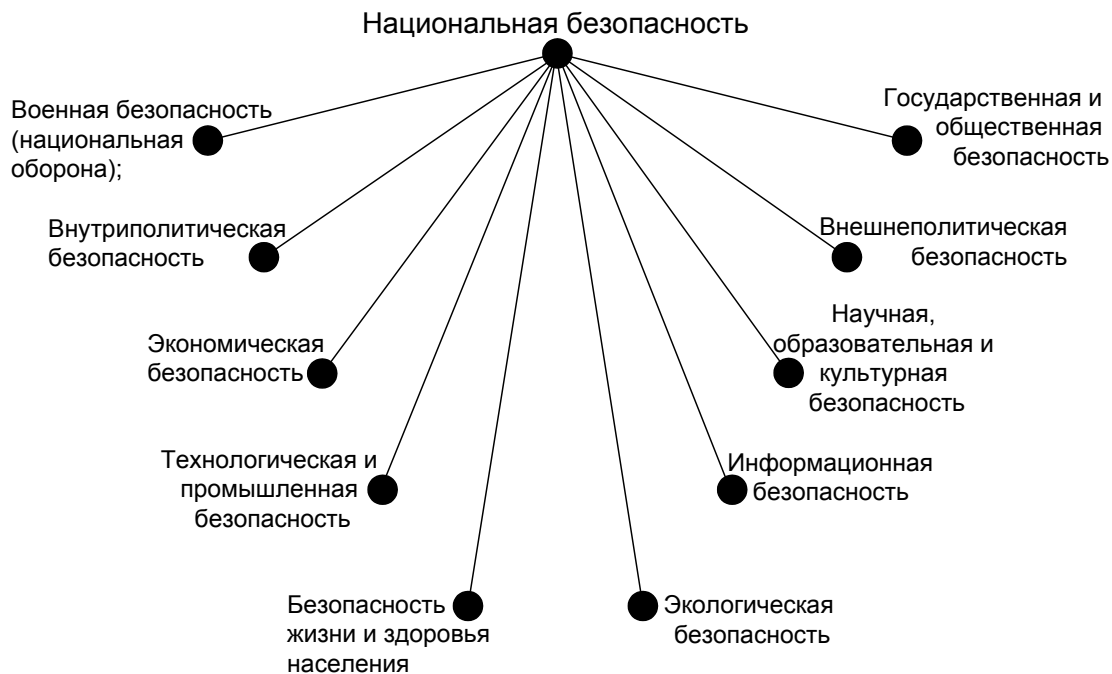 Национальная безопасность
Военная безопасность
(национальная
оборона);
Государственная и
общественная
безопасность
Внутриполитическая
безопасность
Внешнеполитическая
безопасность
Экономическая
безопасность
Научная,
образовательная и
культурная
безопасность
Технологическая и
промышленная
безопасность
Информационная
безопасность
Безопасность
жизни и здоровья
населения
Экологическая
безопасность